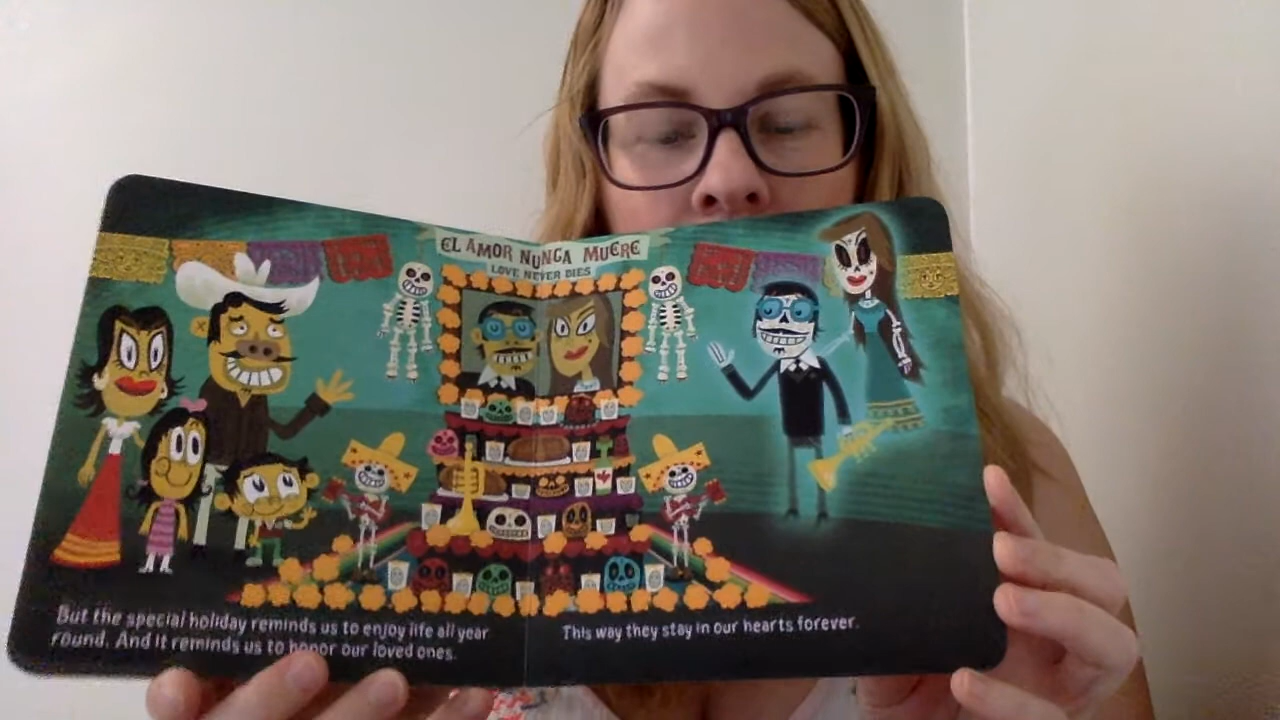 EL AMOR NUNCA MUERE
LOVE NEVER DIES
But the special holiday reminds us to enjoy life all year
round. And it reminds us to honor our loved ones.
This way they stay in our hearts forever.